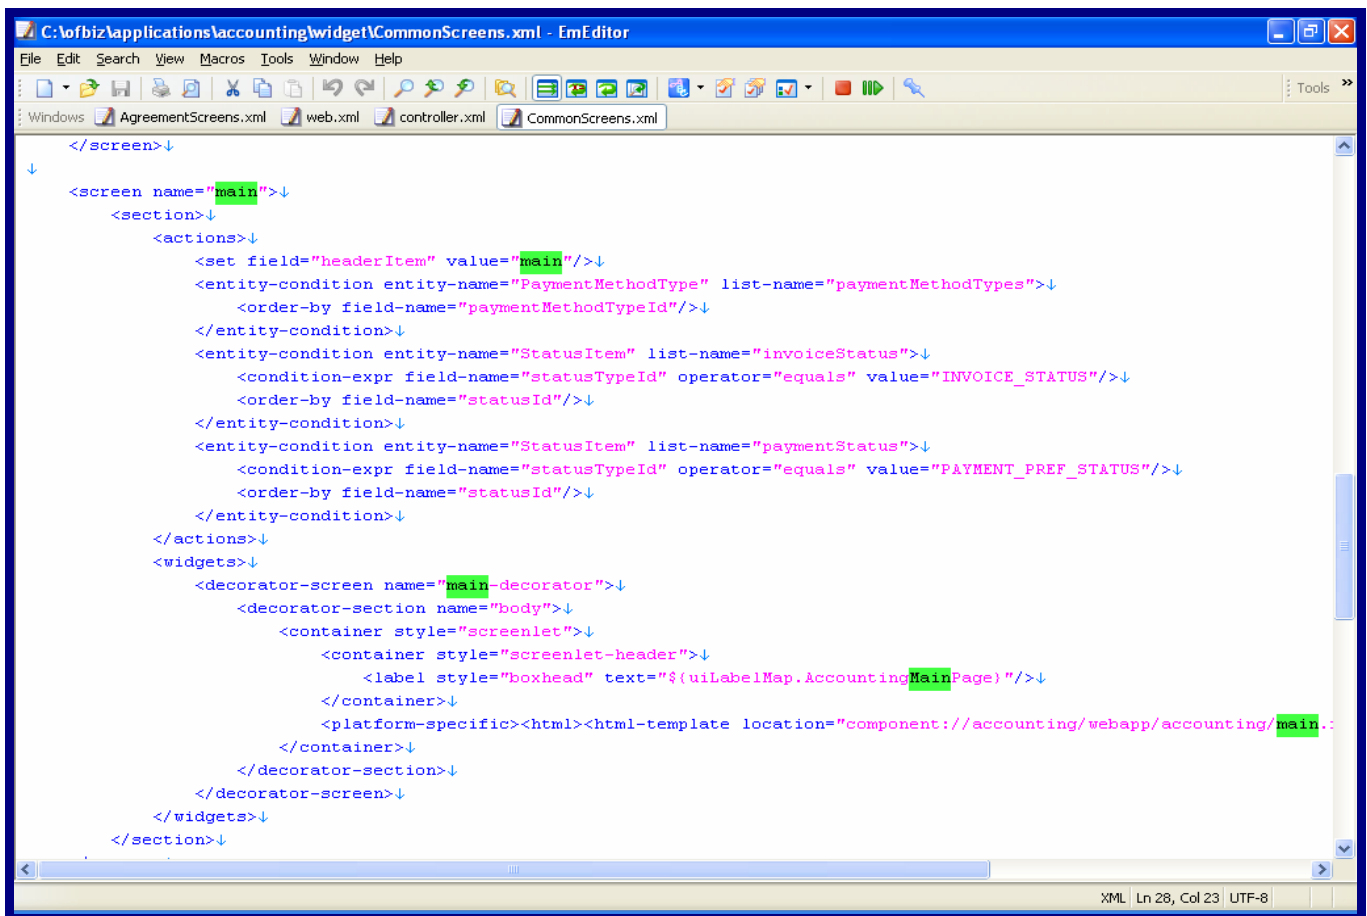 C:\ofbiz\applications\accounting\widget\CommonScreens.xml - EmEditor
File Edit Search View Macros Tools Window Help
Tools »
Windows AgreementScreens.xml web.xml controller.xml CommonScreens.xml
</screen>↓
↓
<screen name="main">↓
<section>↓
<actions>↓
<set field="headerItem" value="main"/>↓
<entity-condition entity-name="PaymentMethodType" list-name="paymentMethodTypes">↓
<order-by field-name="paymentMethodTypeId"/>↓
</entity-condition>↓
<entity-condition entity-name="StatusItem" list-name="invoiceStatus">↓
<condition-expr field-name="statusTypeId" operator="equals" value="INVOICE_STATUS"/>↓
<order-by field-name="statusId"/>↓
</entity-condition>↓
<entity-condition entity-name="StatusItem" list-name="paymentStatus">↓
<condition-expr field-name="statusTypeId" operator="equals" value="PAYMENT_PREF_STATUS"/>↓
<order-by field-name="statusId"/>↓
</entity-condition>↓
</actions>↓
<widgets>↓
<decorator-screen name="main-decorator">↓
<decorator-section name="body">↓
<container style="screenlet">↓
<container style="screenlet-header">↓
<label style="boxhead" text="${uiLabelMap.AccountingMainPage}"/>↓
</container>↓
<platform-specific><html><html-template location="component://accounting/webapp/accounting/main.
</container>↓
</decorator-section>↓
</decorator-screen>↓
</widgets>↓
</section>↓
XML Ln 28, Col 23 UTF-8